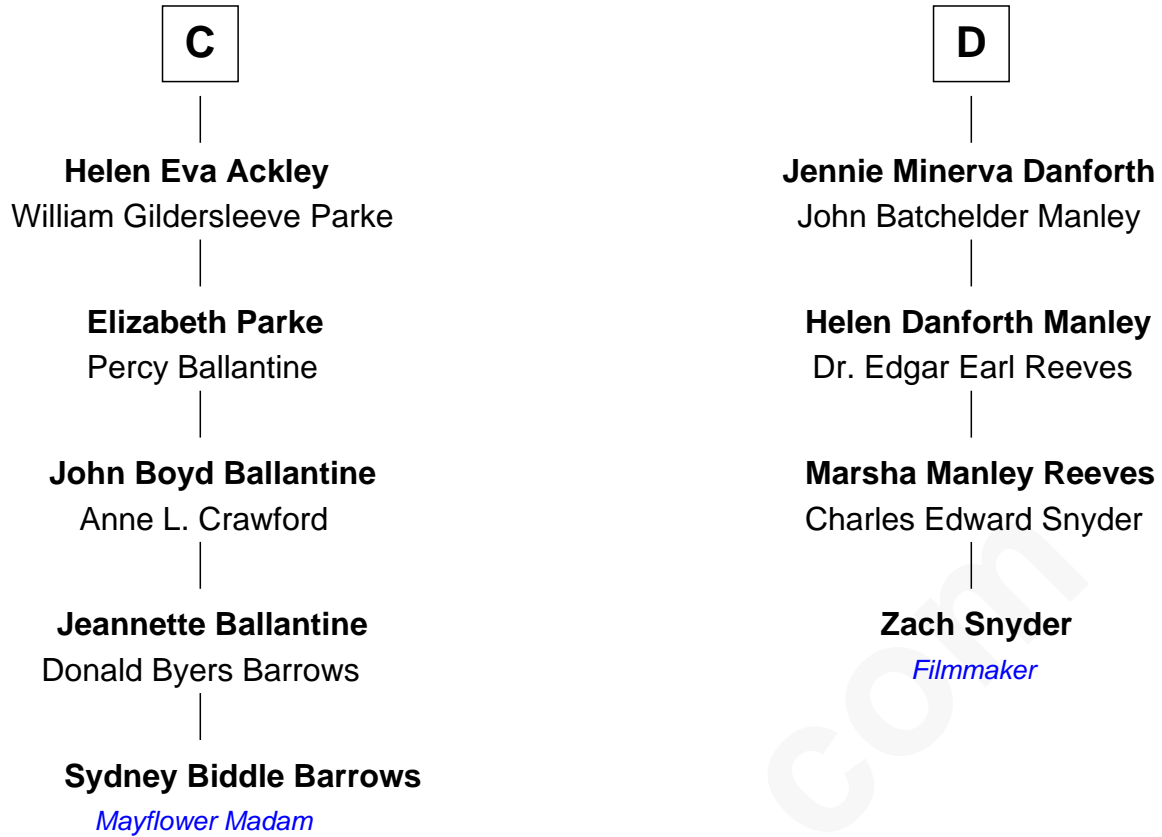 C
Helen Eva Ackley
William Gildersleeve Parke
Elizabeth Parke
Percy Ballantine
John Boyd Ballantine
Anne L. Crawford
Jeannette Ballantine
Donald Byers Barrows
Sydney Biddle Barrows
Mayflower Madam
D
Jennie Minerva Danforth
John Batchelder Manley
Helen Danforth Manley
Dr. Edgar Earl Reeves
Marsha Manley Reeves
Charles Edward Snyder
Zach Snyder
Filmmaker
com